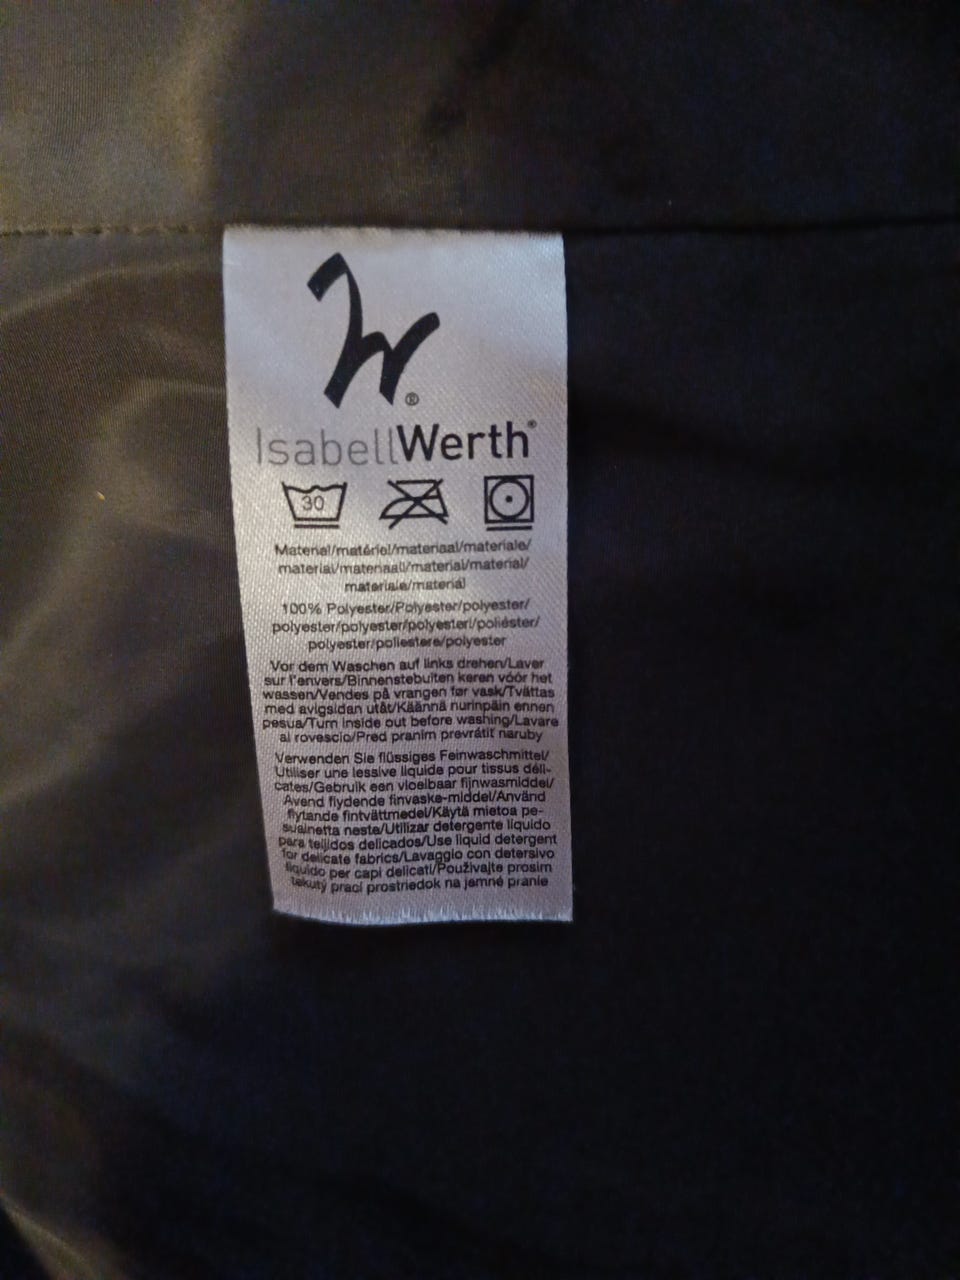 W®
IsabellWerth®
30
Material/matériel/materiaal/materiale/
material/materiaali/material/material/
materiale/material
100% Polyester/Polyester/polyester/
polyester/polyester/polyesteri/poliéster/
polyester/poliestere/polyester
Vor dem Waschen auf links drehen/Laver
sur l'envers/Binnenstebuiten keren vóór het
wassen/Vendes på vrangen før vask/Tvättas
med avigsidan utåt/Käännä nurinpäin ennen
pesua/Turn inside out before washing/Lavare
al rovescio/Pred pranim prevrátiť naruby
Verwenden Sie flüssiges Feinwaschmittel/
Utiliser une lessive liquide pour tissus déli-
cates/Gebruik een vloeibaar fijnwasmiddel/
Avend flydende finvaske-middel/Använd
flytande fintvättmedel/Käytä mietoa pe-
suainetta neste/Utilizar detergente líquido
para teijidos delicados/Use liquid detergent
for delicate fabrics/Lavaggio con detersivo
liquido per capi delicati/Používajte prosim
tekutý prací prostriedok na jemné pranie